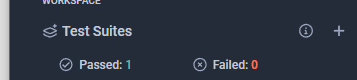 WORKSPACE
Test Suites
Passed: 1 Failed: 0